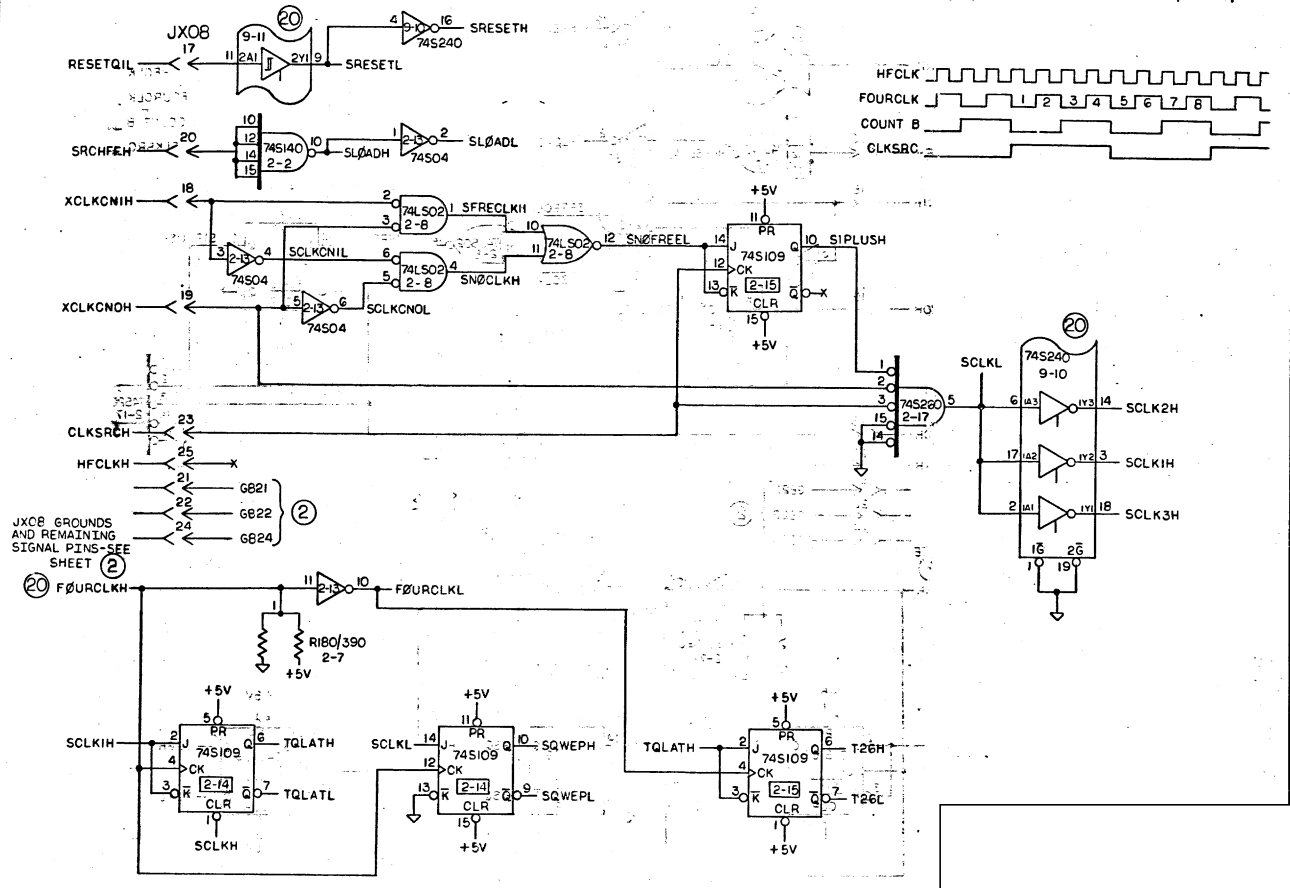 20
JX08
9-11
4 9-10 16 SRESETH
74S240
RESETQIL 17 11 2A1 2Y1 9 SRESETL
HFCLK
FOURCLK 1 2 3 4 5 6 7 8
COUNT B
CLKSRC
SRCHFEH 20
10
12
14
15
74S140
2-2
10 SLØADH
1 2-13 2 SLØADL
74S04
XCLKCNIH 18
2
3
74LS02
2-8
1 SFRECLKH
3 2-13 4 SCLKCNIL
74S04
6
5
74LS02
2-8
4 SNØCLKH
10
11
74LS02
2-8
12 SNØFREEL
XCLKCNOH 19
5 2-13 6 SCLKCNOL
74S04
+5V
11 PR
14 J Q 10 S1PLUSH
74S109
12 CK
2-15
13 K Q X
CLR
15
+5V
1
2
3
15
14
74S260
2-17
5
SCLKL
20
74S240
9-10
6 1A3 1Y3 14 SCLK2H
17 1A2 1Y2 3 SCLK1H
2 1A1 1Y1 18 SCLK3H
1G 2G
1 19
CLKSRCH 23
HFCLKH 25 X
21 GB21
22 GB22
24 GB24
2
JX08 GROUNDS
AND REMAINING
SIGNAL PINS-SEE
SHEET 2
20 FØURCLKH
11 2-13 10 FØURCLKL
1
R180/390
2-7
+5V
+5V
5 PR
SCLKIH 2 J Q 6 TQLATH
74S109
4 CK
2-14
3 K Q 7 TQLATL
CLR
1
SCLKH
+5V
11 PR
SCLKL 14 J Q 10 SQWEPH
74S109
12 CK
2-14
13 K Q 9 SQWEPL
CLR
15
+5V
+5V
5 PR
TQLATH 2 J Q 6 T26H
74S109
4 CK
2-15
3 K Q 7 T26L
CLR
1
+5V